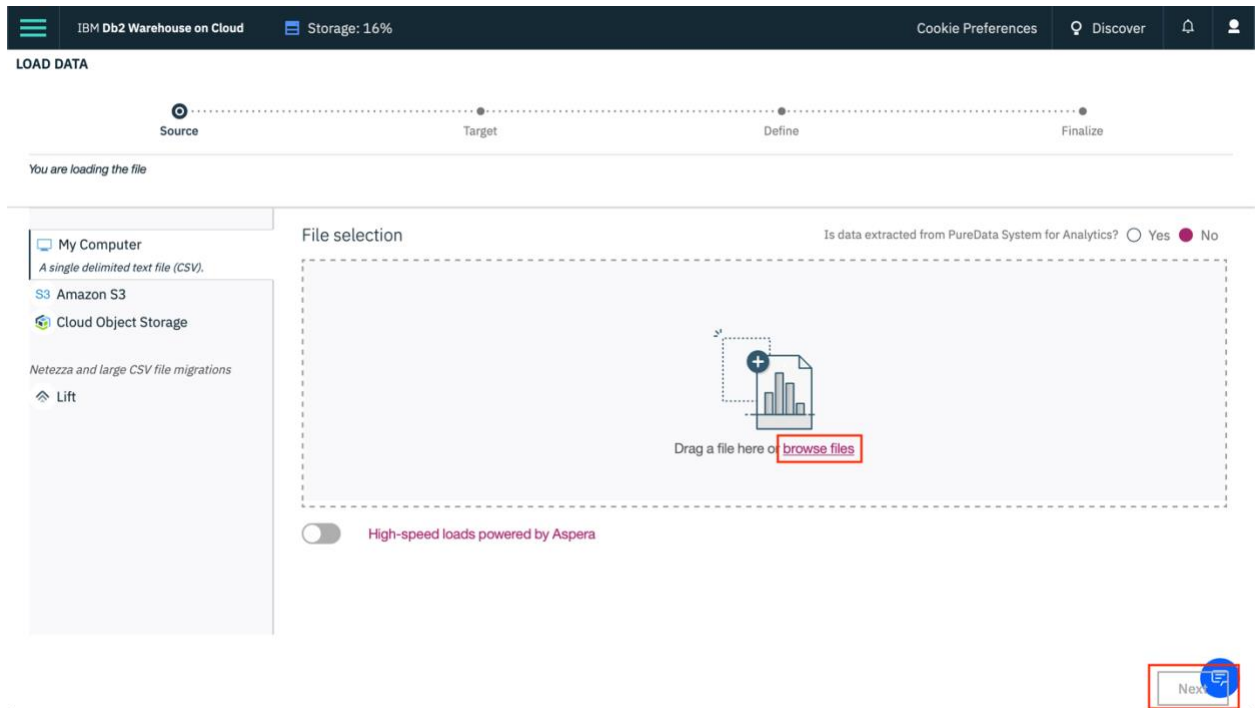 IBM Db2 Warehouse on Cloud Storage: 16% Cookie Preferences Discover
LOAD DATA
Source Target Define Finalize
You are loading the file
My Computer
A single delimited text file (CSV).
S3 Amazon S3
Cloud Object Storage
Netezza and large CSV file migrations
Lift
File selection Is data extracted from PureData System for Analytics? Yes No
Drag a file here or browse files
High-speed loads powered by Aspera
Next